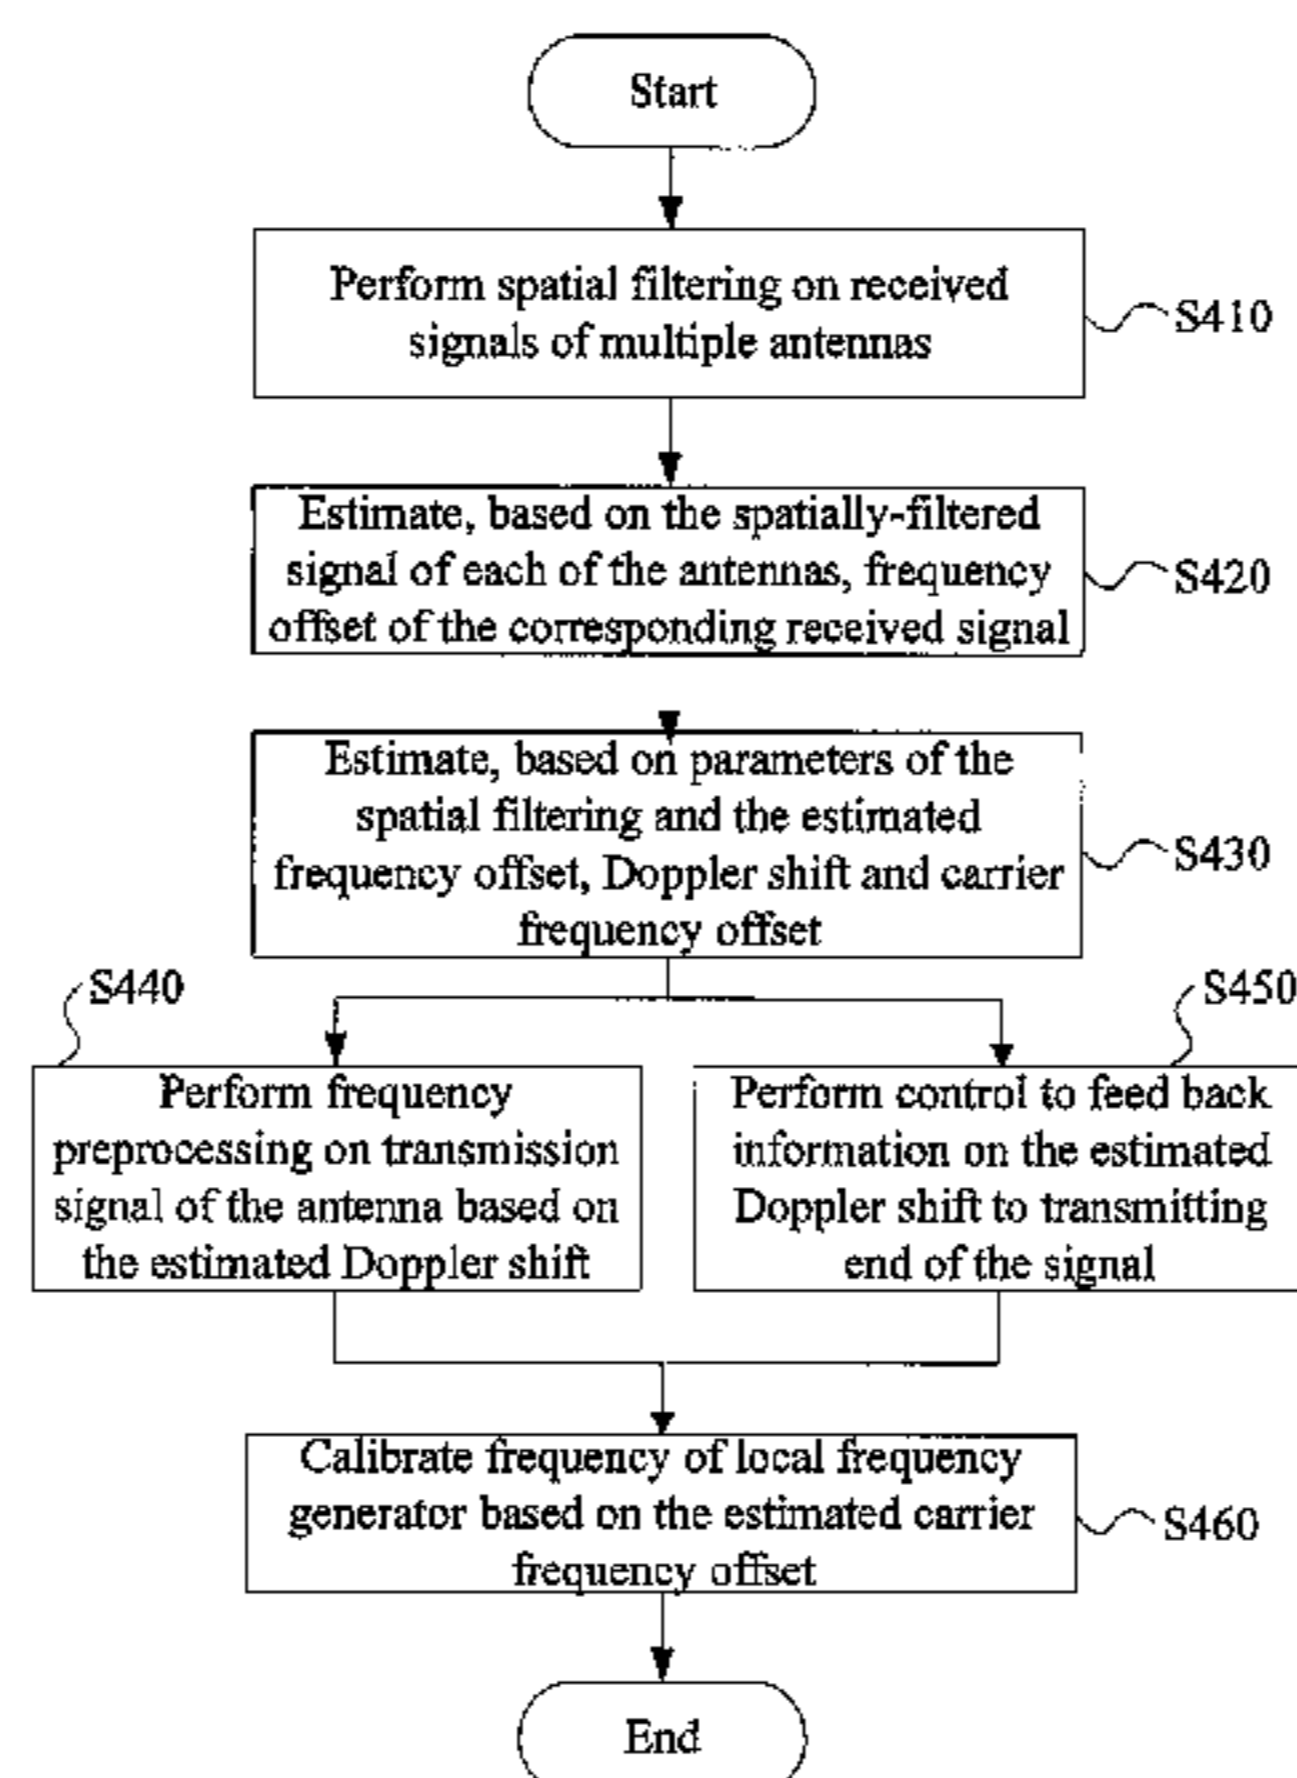 Start
Perform spatial filtering on received
signals of multiple antennas
S410
Estimate, based on the spatially-filtered
signal of each of the antennas, frequency
offset of the corresponding received signal
S420
Estimate, based on parameters of the
spatial filtering and the estimated
frequency offset, Doppler shift and carrier
frequency offset
S430
S440
Perform frequency
preprocessing on transmission
signal of the antenna based on
the estimated Doppler shift
S450
Perform control to feed back
information on the estimated
Doppler shift to transmitting
end of the signal
Calibrate frequency of local frequency
generator based on the estimated carrier
frequency offset
S460
End